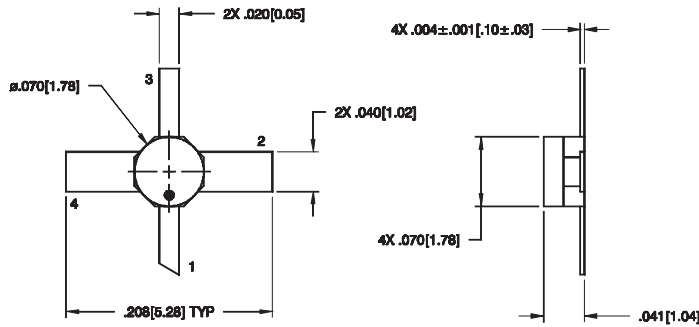 2X .020[0.05]
4X .004±.001[.10±.03]
3
ø.070[1.78]
2X .040[1.02]
2
4
4X .070[1.78]
1
.208[5.28] TYP
.041[1.04]